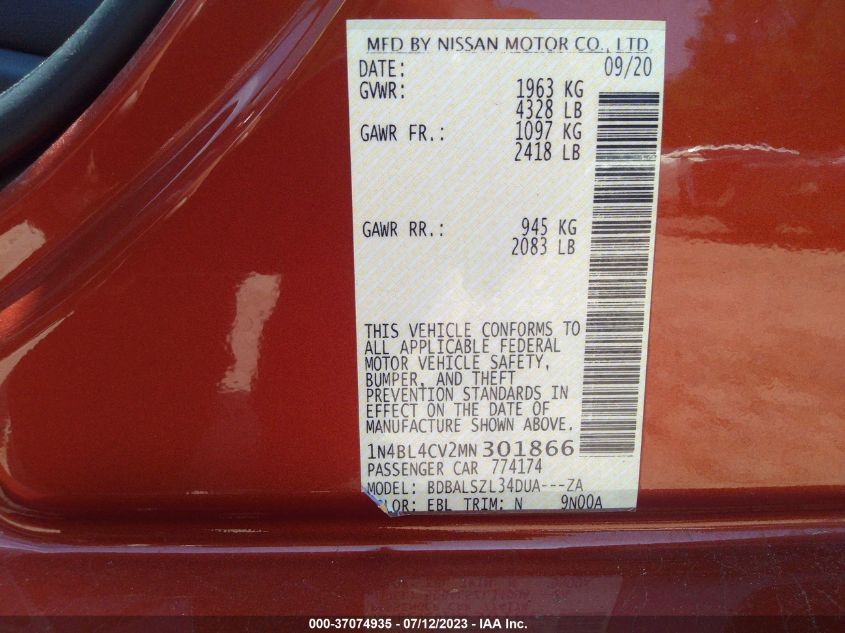 MFD BY NISSAN MOTOR CO., LTD
DATE: 09/20
GVWR: 1963 KG
4328 LB
GAWR FR.: 1097 KG
2418 LB
GAWR RR.: 945 KG
2083 LB
THIS VEHICLE CONFORMS TO
ALL APPLICABLE FEDERAL
MOTOR VEHICLE SAFETY,
BUMPER, AND THEFT
PREVENTION STANDARDS IN
EFFECT ON THE DATE OF
MANUFACTURE SHOWN ABOVE.
1N4BL4CV2MN301866
PASSENGER CAR 774174
MODEL: BDBALSZL34DUA---ZA
LOR: EBL TRIM: N 9N00A
000-37074935 - 07/12/2023 - IAA Inc.